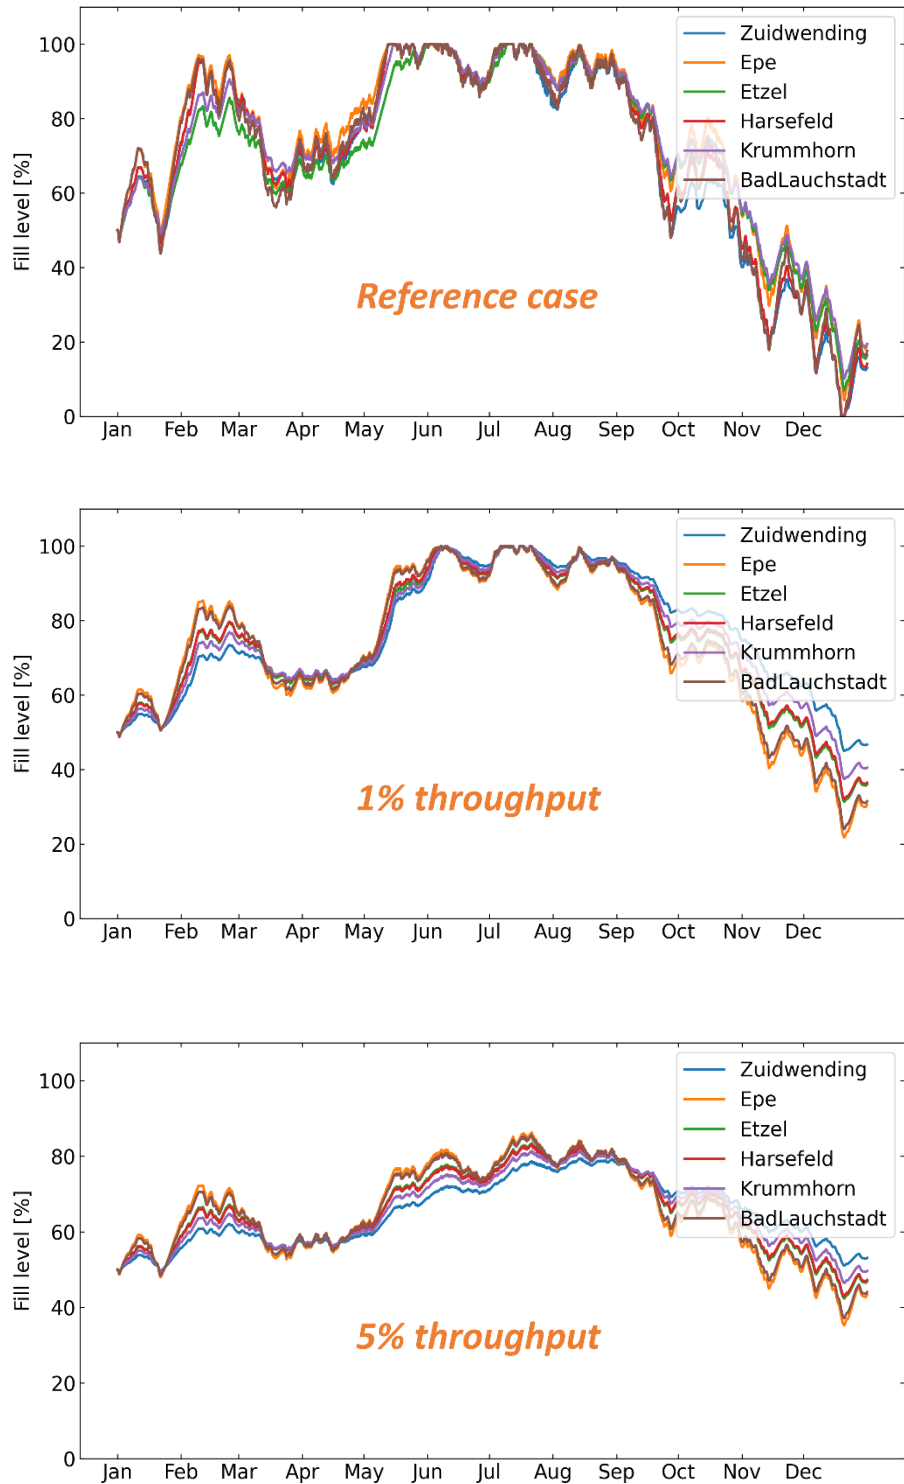 100
80
60
40
20
0
Fill level [%]
Zuidwending
Epe
Etzel
Harsefeld
Krummhorn
BadLauchstadt
Reference case
Jan Feb Mar Apr May Jun Jul Aug Sep Oct Nov Dec
100
80
60
40
20
0
Fill level [%]
Zuidwending
Epe
Etzel
Harsefeld
Krummhorn
BadLauchstadt
1% throughput
Jan Feb Mar Apr May Jun Jul Aug Sep Oct Nov Dec
100
80
60
40
20
0
Fill level [%]
Zuidwending
Epe
Etzel
Harsefeld
Krummhorn
BadLauchstadt
5% throughput
Jan Feb Mar Apr May Jun Jul Aug Sep Oct Nov Dec